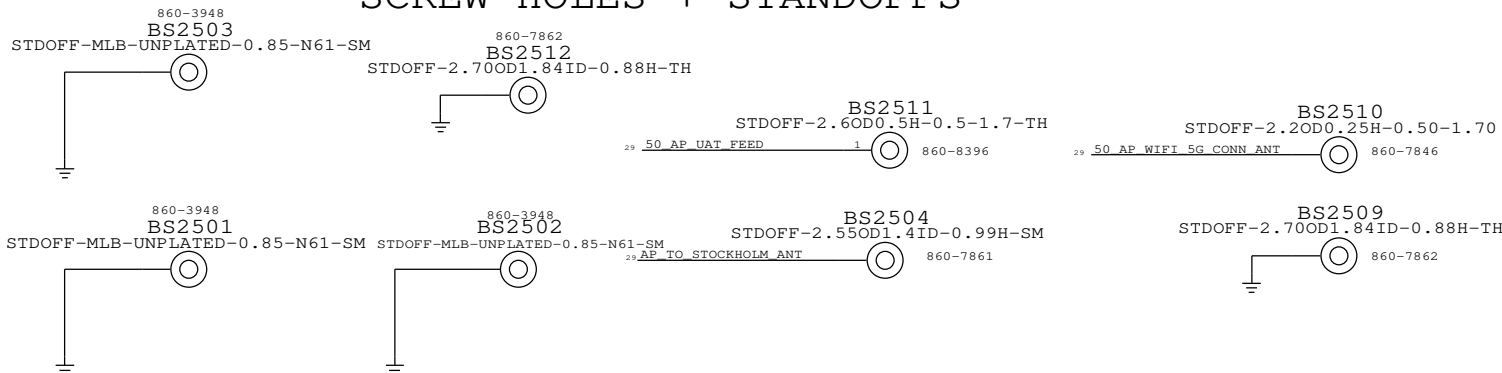 SCREW HOLES + STANDOFFS
860-3948
BS2503
STDOFF-MLB-UNPLATED-0.85-N61-SM
860-7862
BS2512
STDOFF-2.70OD1.84ID-0.88H-TH
BS2511
STDOFF-2.6OD0.5H-0.5-1.7-TH
29 50_AP_UAT_FEED 1
860-8396
BS2510
STDOFF-2.2OD0.25H-0.50-1.70
29 50_AP_WIFI_5G_CONN_ANT
860-7846
860-3948
BS2501
STDOFF-MLB-UNPLATED-0.85-N61-SM
860-3948
BS2502
STDOFF-MLB-UNPLATED-0.85-N61-SM
BS2504
STDOFF-2.55OD1.4ID-0.99H-SM
29 AP_TO_STOCKHOLM_ANT
860-7861
BS2509
STDOFF-2.70OD1.84ID-0.88H-TH
860-7862